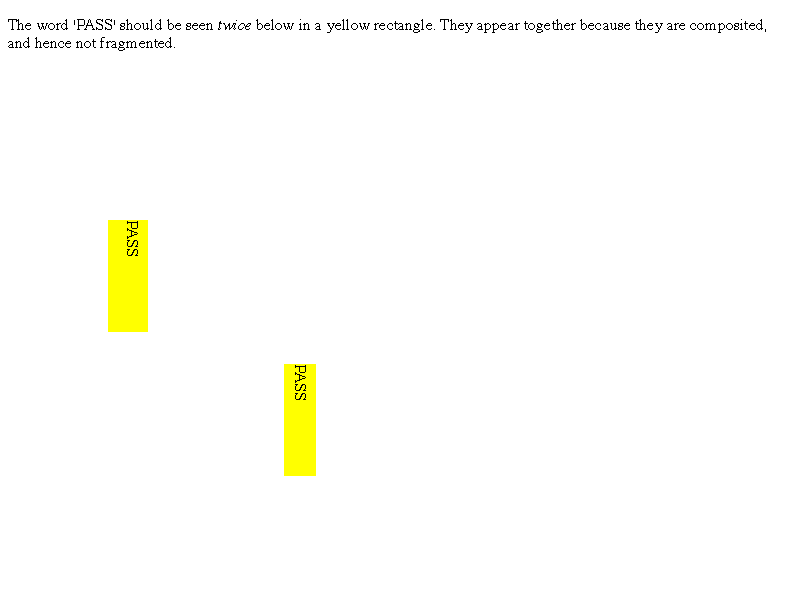 The word 'PASS' should be seen twice below in a yellow rectangle. They appear together because they are composited,
and hence not fragmented.
PASS
PASS